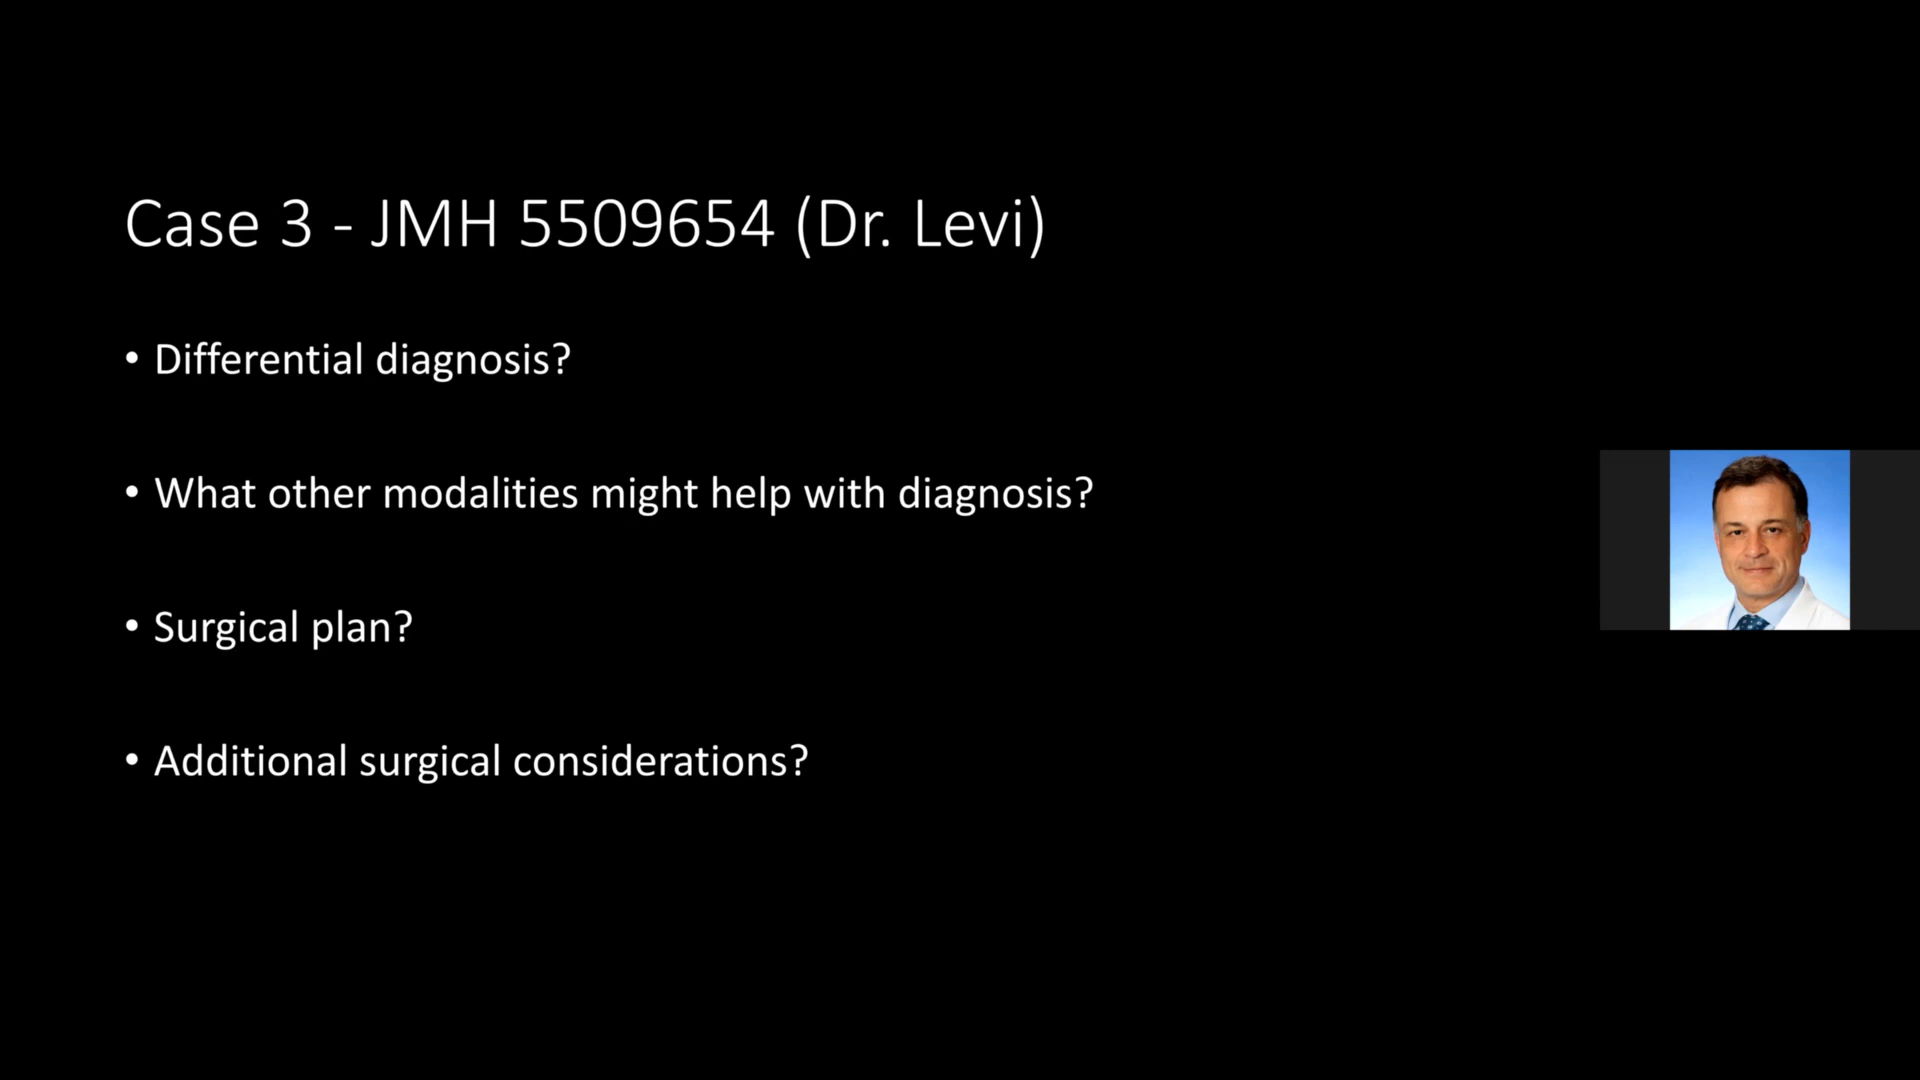 Case 3 - JMH 5509654 (Dr. Levi)
• Differential diagnosis?
• What other modalities might help with diagnosis?
• Surgical plan?
• Additional surgical considerations?